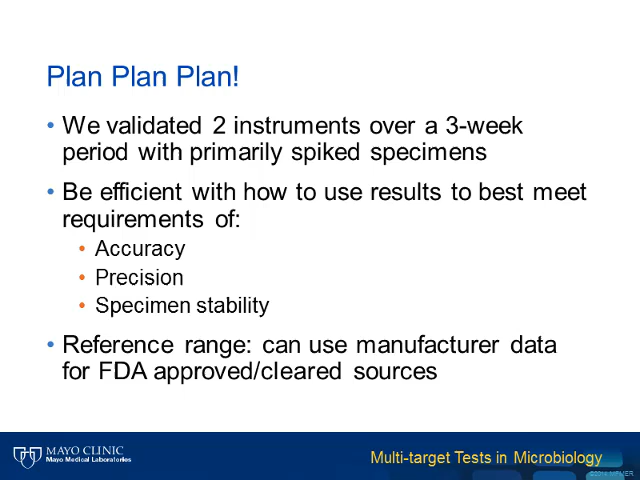 Plan Plan Plan!
• We validated 2 instruments over a 3-week
period with primarily spiked specimens
• Be efficient with how to use results to best meet
requirements of:
• Accuracy
• Precision
• Specimen stability
• Reference range: can use manufacturer data
for FDA approved/cleared sources
MAYO CLINIC
Mayo Medical Laboratories
Multi-target Tests in Microbiology
MFMER